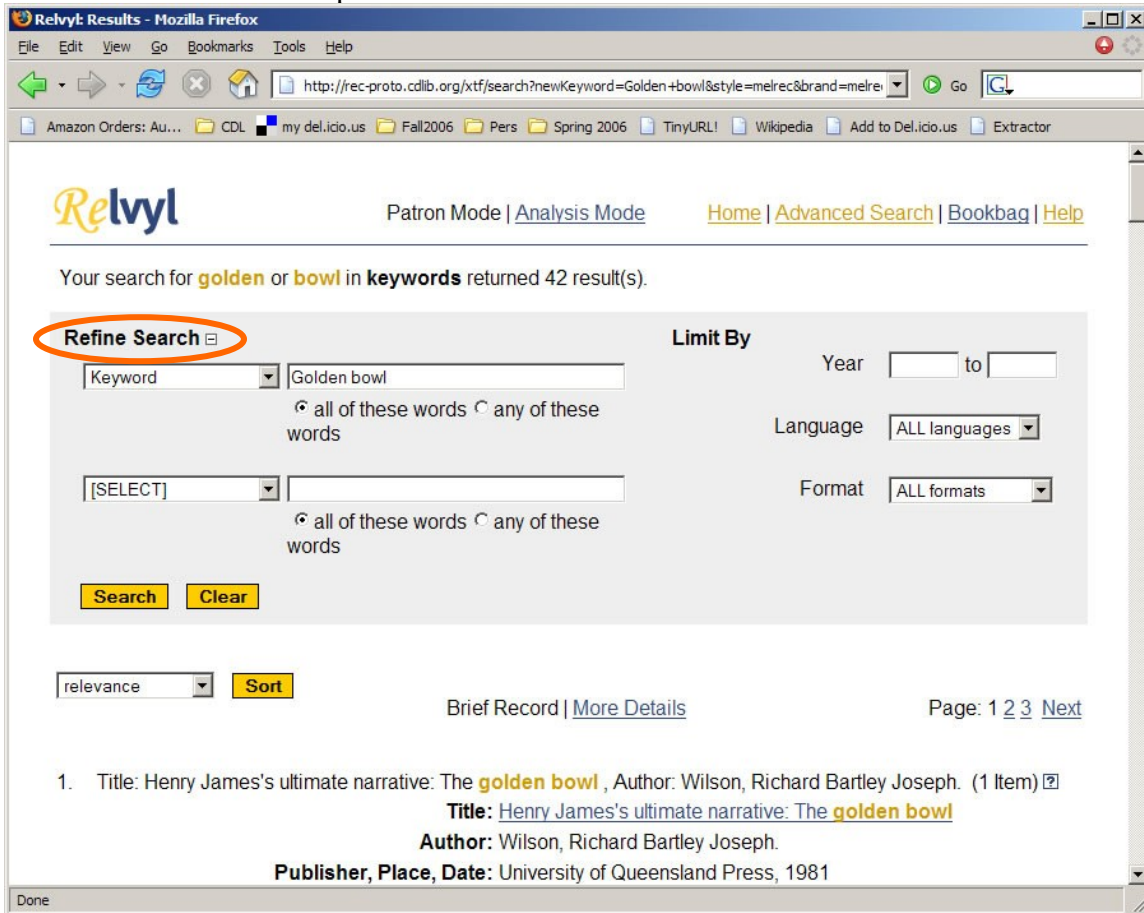 Relvyl: Results - Mozilla Firefox
File Edit View Go Bookmarks Tools Help
http://rec-proto.cdlib.org/xtf/search?newKeyword=Golden+bowl&style=melrec&brand=melre Go G
Amazon Orders: Au... CDL my del.icio.us Fall2006 Pers Spring 2006 TinyURL! Wikipedia Add to Del.icio.us Extractor
Relvyl Patron Mode | Analysis Mode Home | Advanced Search | Bookbag | Help
Your search for golden or bowl in keywords returned 42 result(s).
Refine Search Limit By
Keyword Golden bowl Year to
all of these words any of these
words
Language ALL languages
[SELECT] Format ALL formats
all of these words any of these
words
Search Clear
relevance Sort
Brief Record | More Details Page: 1 2 3 Next
1. Title: Henry James's ultimate narrative: The golden bowl , Author: Wilson, Richard Bartley Joseph. (1 Item) ?
Title: Henry James's ultimate narrative: The golden bowl
Author: Wilson, Richard Bartley Joseph.
Publisher, Place, Date: University of Queensland Press, 1981
Done